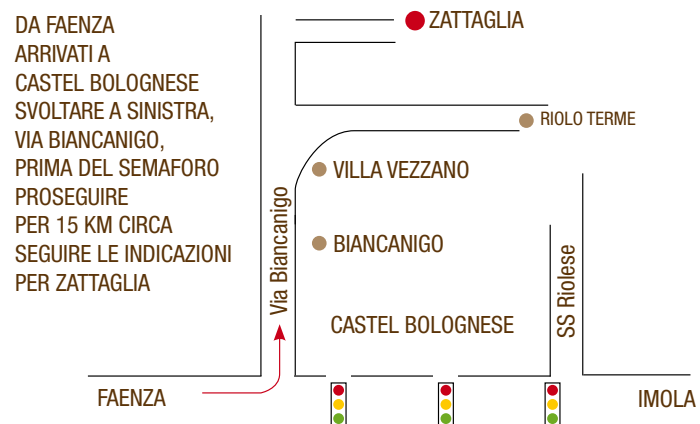 DA FAENZA
ARRIVATI A
CASTEL BOLOGNESE
SVOLTARE A SINISTRA,
VIA BIANCANIGO,
PRIMA DEL SEMAFORO
PROSEGUIRE
PER 15 KM CIRCA
SEGUIRE LE INDICAZIONI
PER ZATTAGLIA
ZATTAGLIA
RIOLO TERME
VILLA VEZZANO
BIANCANIGO
Via Biancanigo
SS Riolese
CASTEL BOLOGNESE
FAENZA
IMOLA